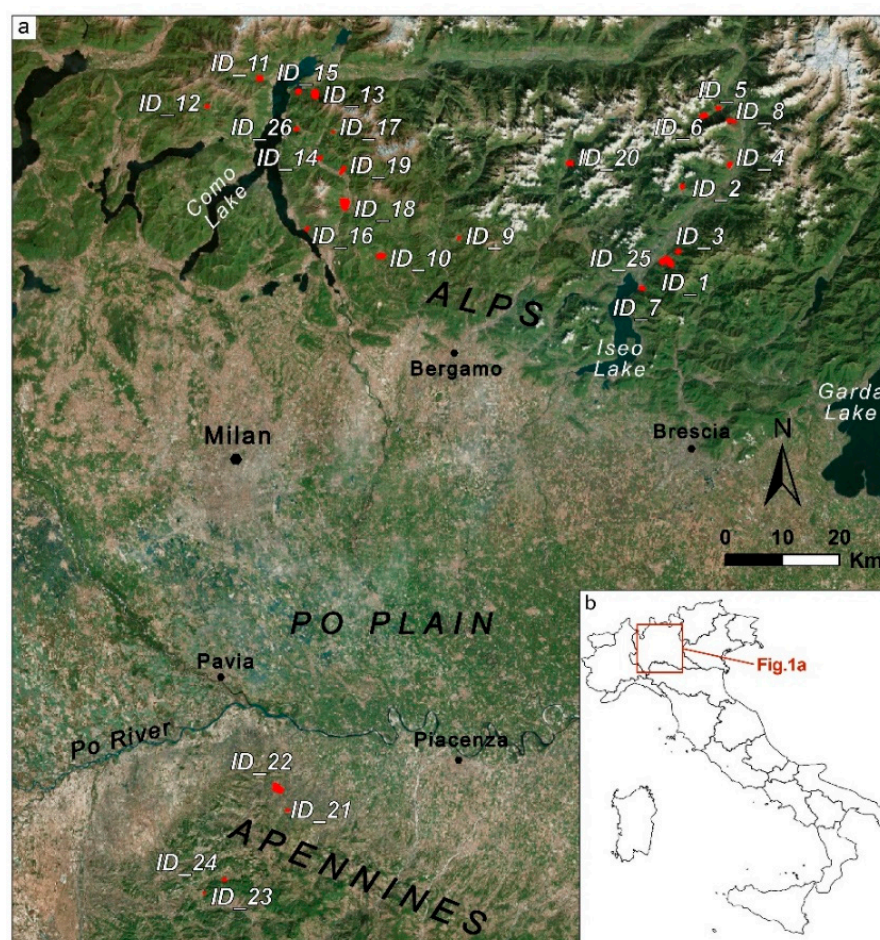 a
ID_11
ID_15
ID_13
ID_12
ID_26
ID_17
ID_14
ID_19
ID_18
ID_16
ID_10
ID_9
ID_20
ID_5
ID_6
ID_8
ID_4
ID_2
ID_3
ID_25
ID_1
ID_7
Como
Lake
ALPS
Iseo
Lake
Bergamo
Garda
Lake
Milan
Brescia
N
0 10 20
Km
PO PLAIN
Pavia
Po River
Piacenza
ID_22
ID_21
APENNINES
ID_24
ID_23
b
Fig.1a